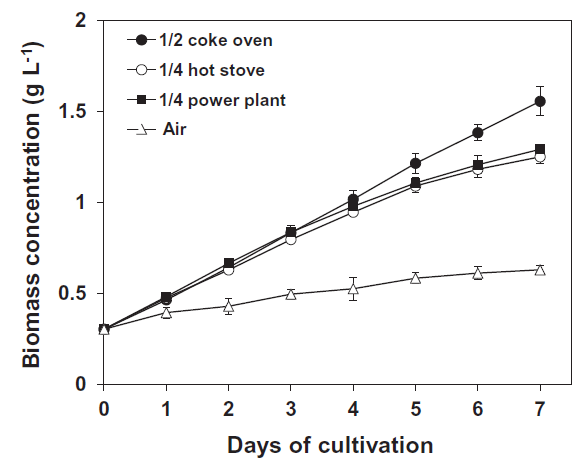 2
1/2 coke oven
1/4 hot stove
1/4 power plant
Air
1.5
1
0.5
0
0 1 2 3 4 5 6 7
Days of cultivation
Biomass concentration (g L⁻¹)